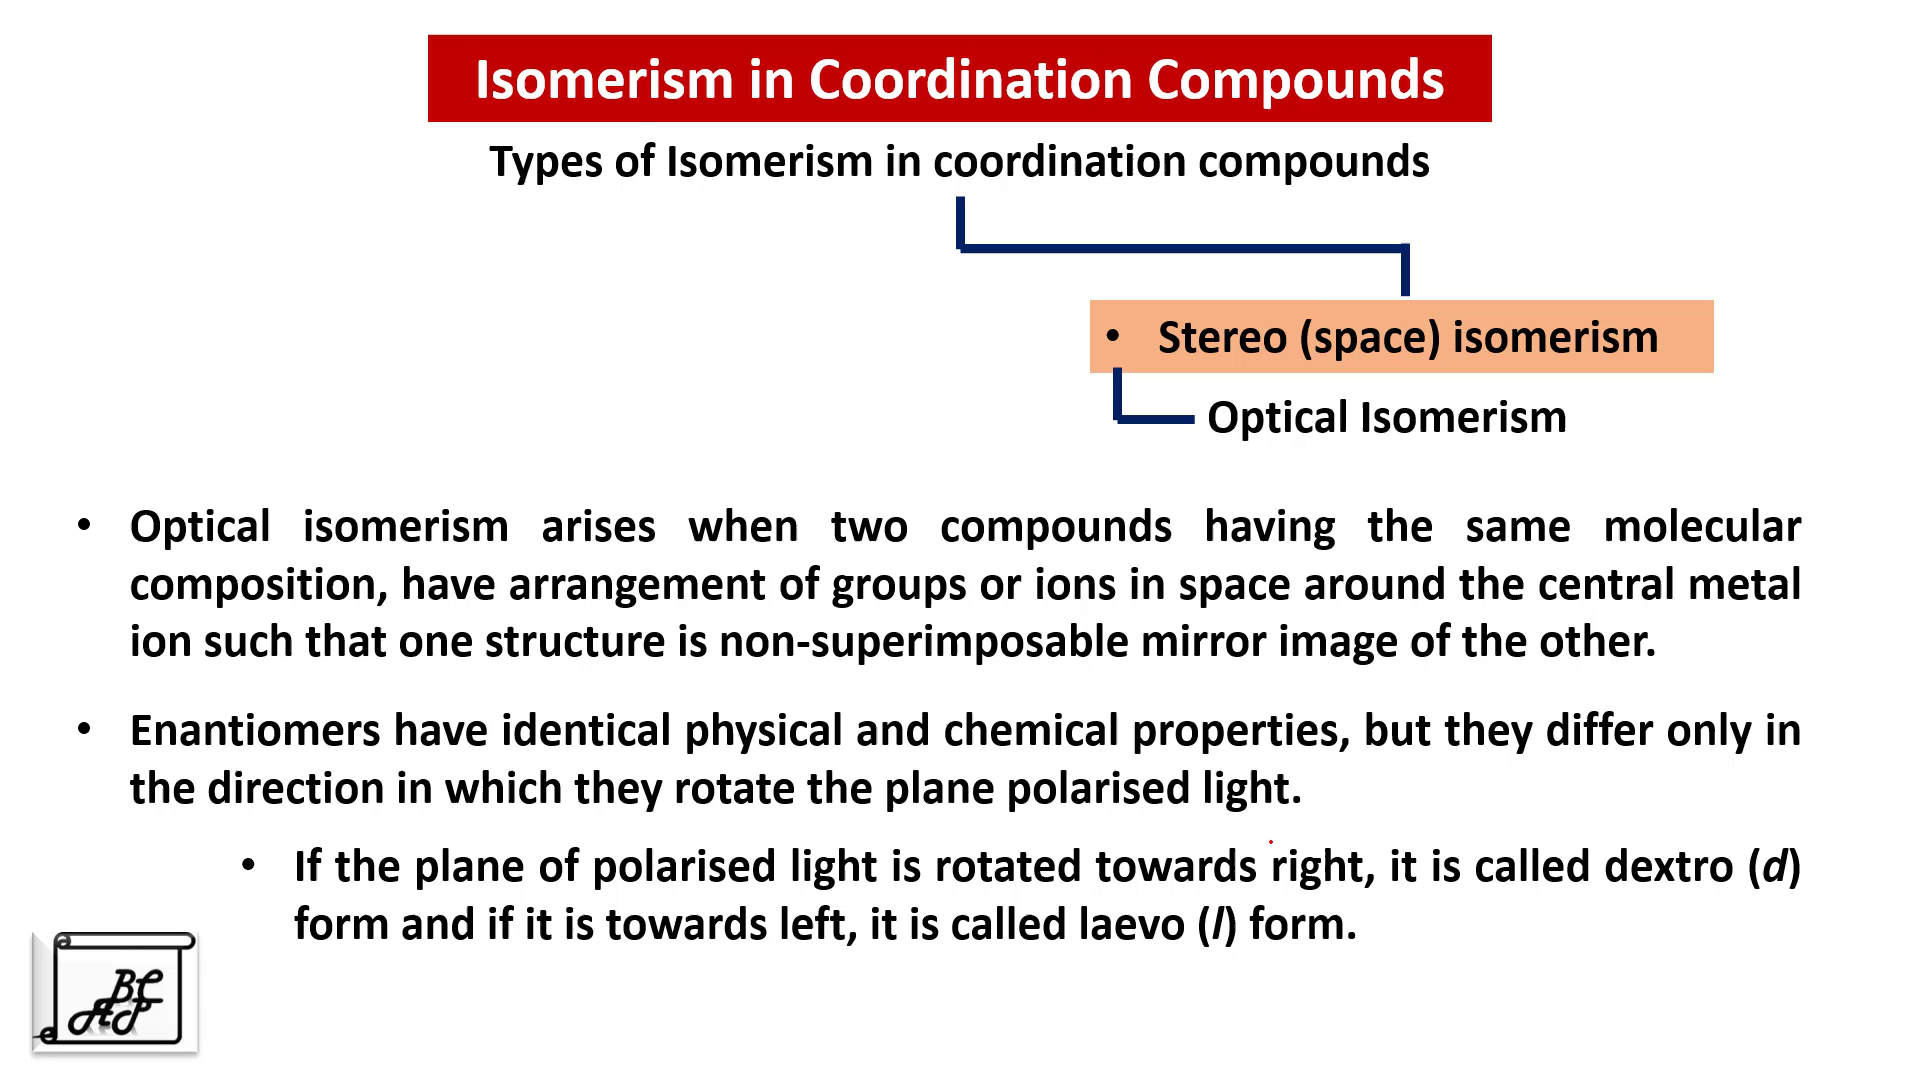 Isomerism in Coordination Compounds
Types of Isomerism in coordination compounds
• Stereo (space) isomerism
Optical Isomerism
• Optical isomerism arises when two compounds having the same molecular
composition, have arrangement of groups or ions in space around the central metal
ion such that one structure is non-superimposable mirror image of the other.
• Enantiomers have identical physical and chemical properties, but they differ only in
the direction in which they rotate the plane polarised light.
• If the plane of polarised light is rotated towards right, it is called dextro (d)
form and if it is towards left, it is called laevo (l) form.
BC
AP